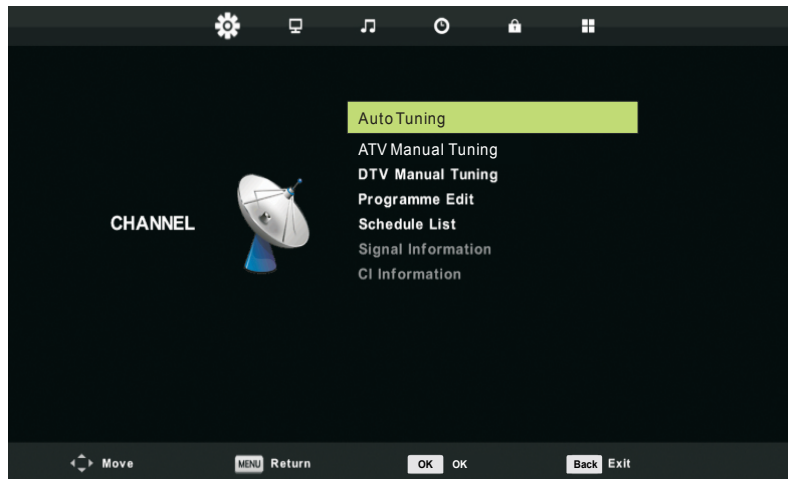 Auto Tuning
ATV Manual Tuning
DTV Manual Tuning
Programme Edit
CHANNEL
Schedule List
Signal Information
CI Information
Move MENU Return OK OK Back Exit